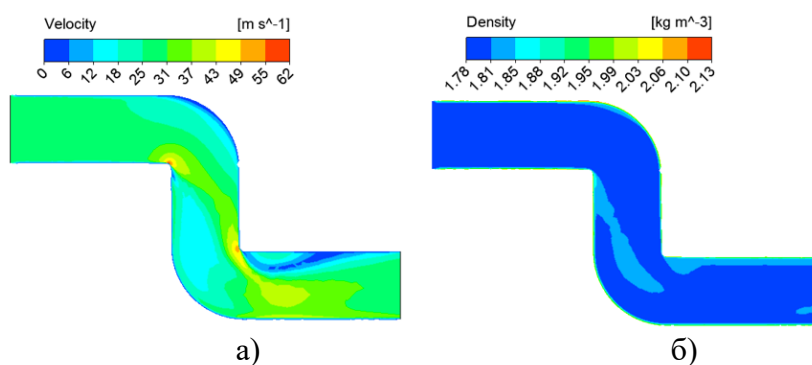 Velocity [m s^-1]
0 6 12 18 25 31 37 43 49 55 62
Density [kg m^-3]
1.78 1.81 1.85 1.88 1.92 1.95 1.99 2.03 2.06 2.10 2.13
а) б)